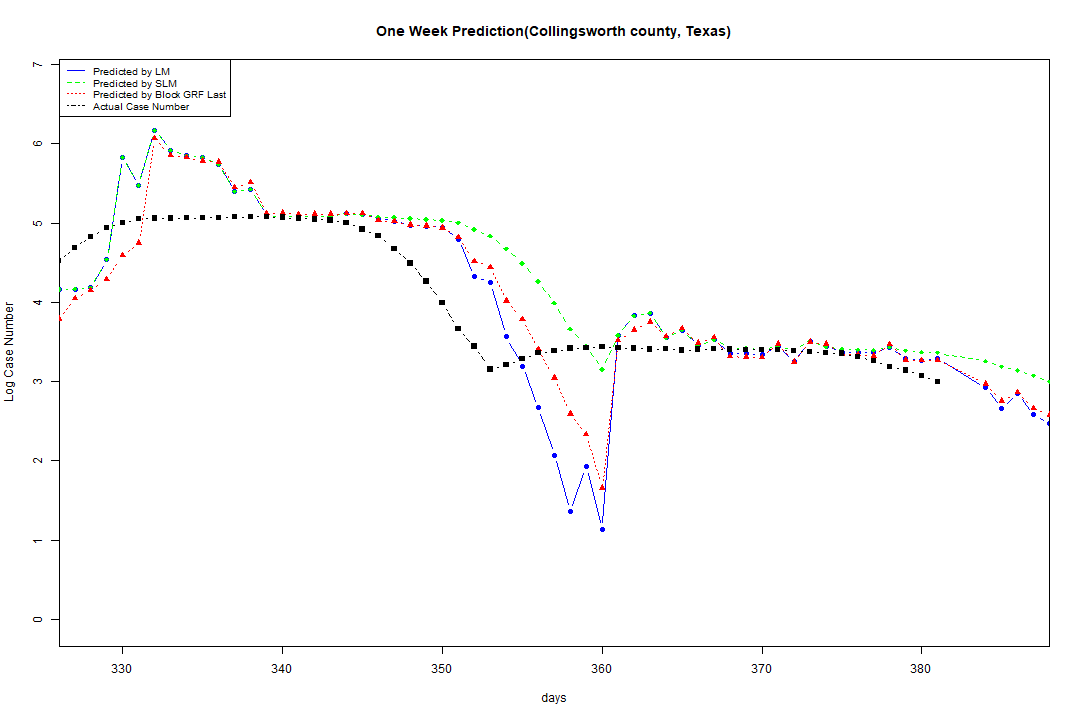 One Week Prediction(Collingsworth county, Texas)
Predicted by LM
Predicted by SLM
Predicted by Block GRF Last
Actual Case Number
Log Case Number
7
6
5
4
3
2
1
0
330 340 350 360 370 380
days